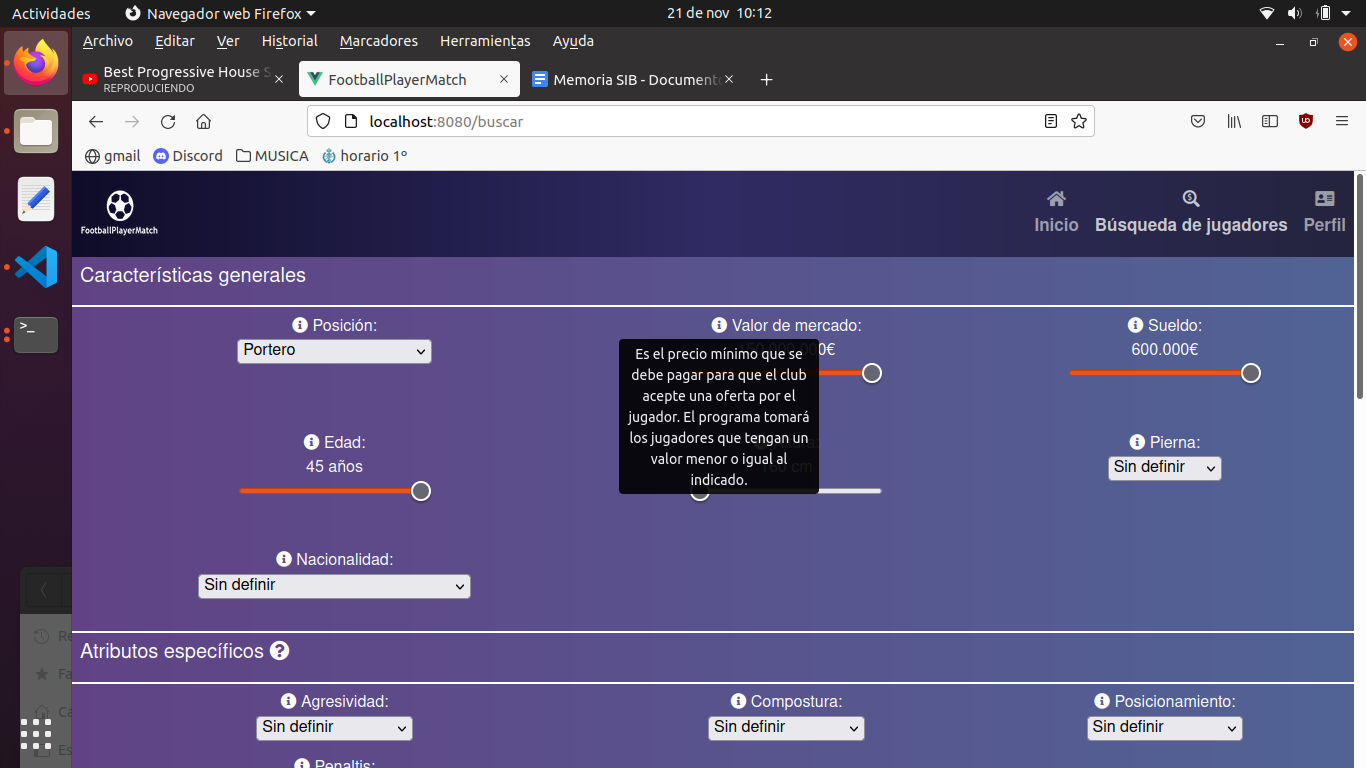 Actividades
Navegador web Firefox
21 de nov 10:12
Archivo Editar Ver Historial Marcadores Herramientas Ayuda
Best Progressive House S
REPRODUCIENDO
FootballPlayerMatch
Memoria SIB - Documento
localhost:8080/buscar
gmail Discord MUSICA horario 1º
FootballPlayerMatch
Inicio Búsqueda de jugadores Perfil
Características generales
Posición: Valor de mercado: Sueldo:
Portero 600.000€
Es el precio mínimo que se
debe pagar para que el club
acepte una oferta por el
jugador. El programa tomará
los jugadores que tengan un
valor menor o igual al
indicado.
Edad: Pierna:
45 años Sin definir
Nacionalidad:
Sin definir
Atributos específicos
Agresividad: Compostura: Posicionamiento:
Sin definir Sin definir Sin definir
Penaltis:
>_